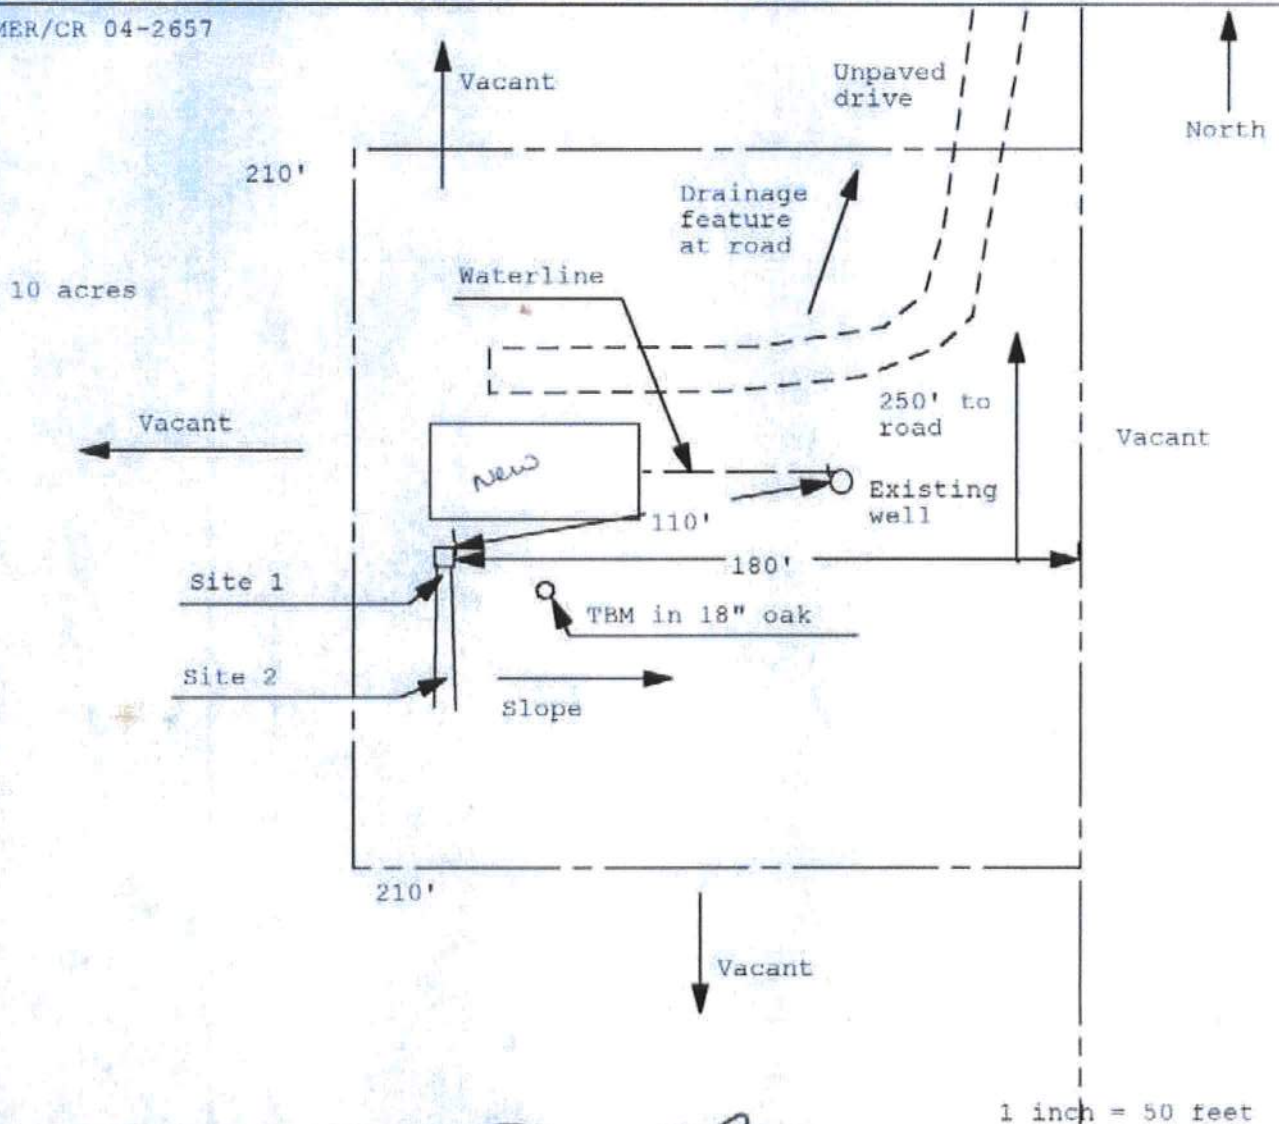 MER/CR 04-2657
Vacant
Unpaved
drive
North
210'
Drainage
feature
at road
Waterline
10 acres
Vacant
250' to
road
Vacant
New
Existing
well
110'
180'
Site 1
TBM in 18" oak
Site 2
Slope
210'
Vacant
1 inch = 50 feet